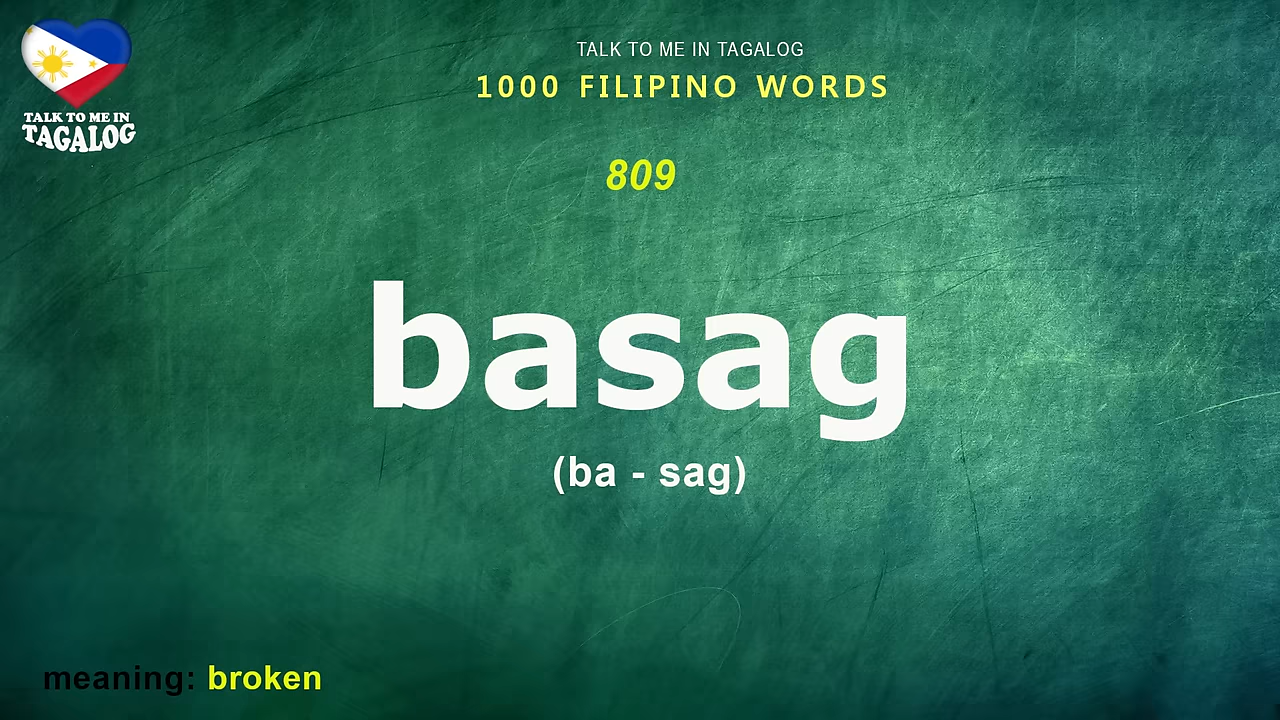 TALK TO ME IN
TAGALOG
TALK TO ME IN TAGALOG
1000 FILIPINO WORDS
809
basag
(ba - sag)
meaning: broken